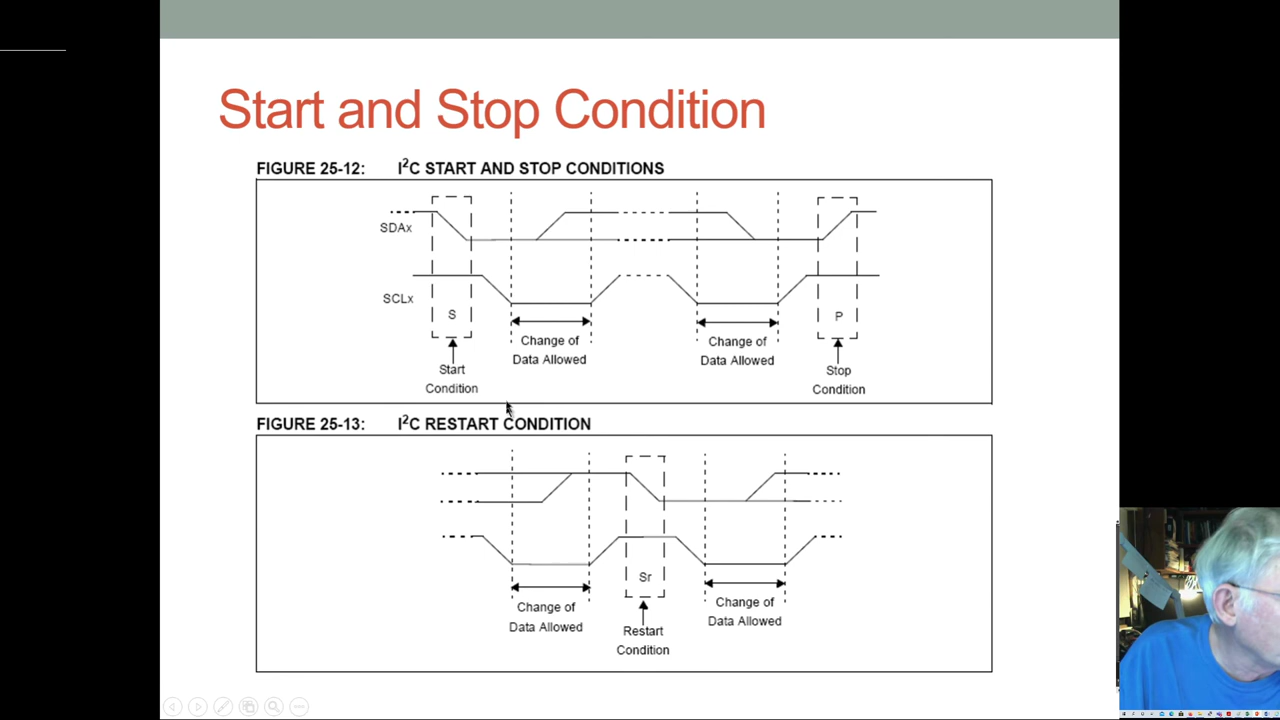 Start and Stop Condition
FIGURE 25-12: I²C START AND STOP CONDITIONS
SDAx
SCLx
S
P
Change of
Data Allowed
Change of
Data Allowed
Start
Condition
Stop
Condition
FIGURE 25-13: I²C RESTART CONDITION
Sr
Change of
Data Allowed
Change of
Data Allowed
Restart
Condition